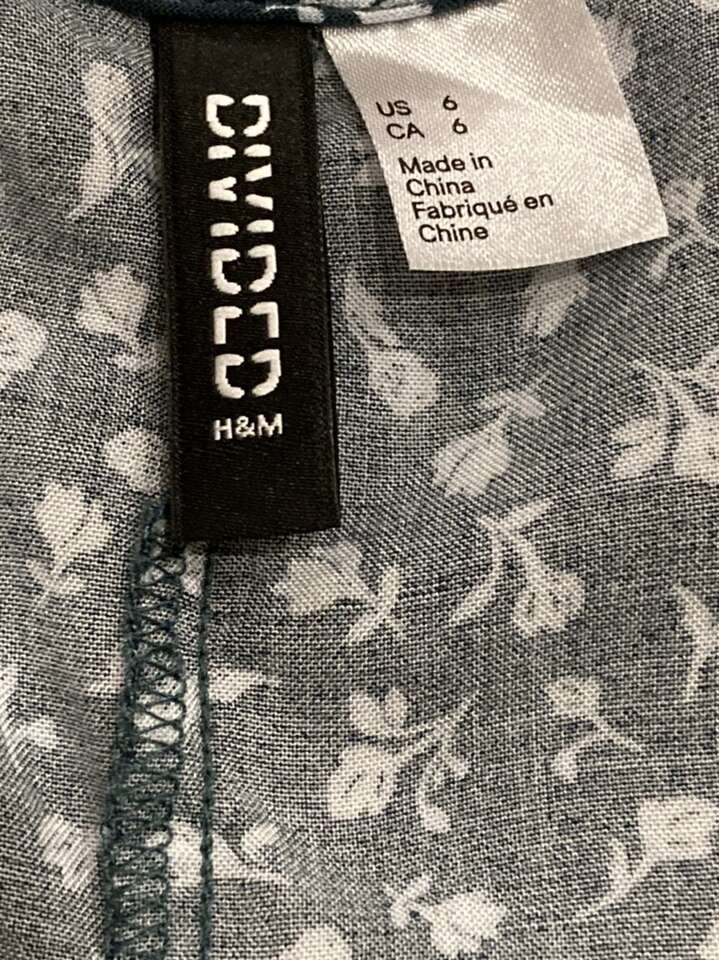 DIVIDED
H&M
US 6
CA 6
Made in
China
Fabriqué en
Chine